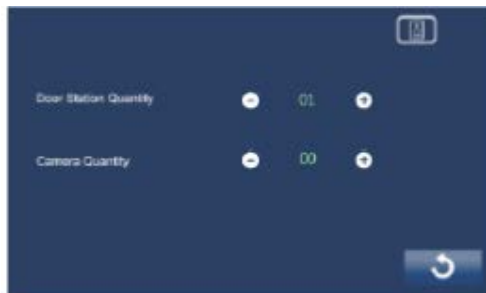 Door Station Quantity - 01 +
Camera Quantity - 00 +